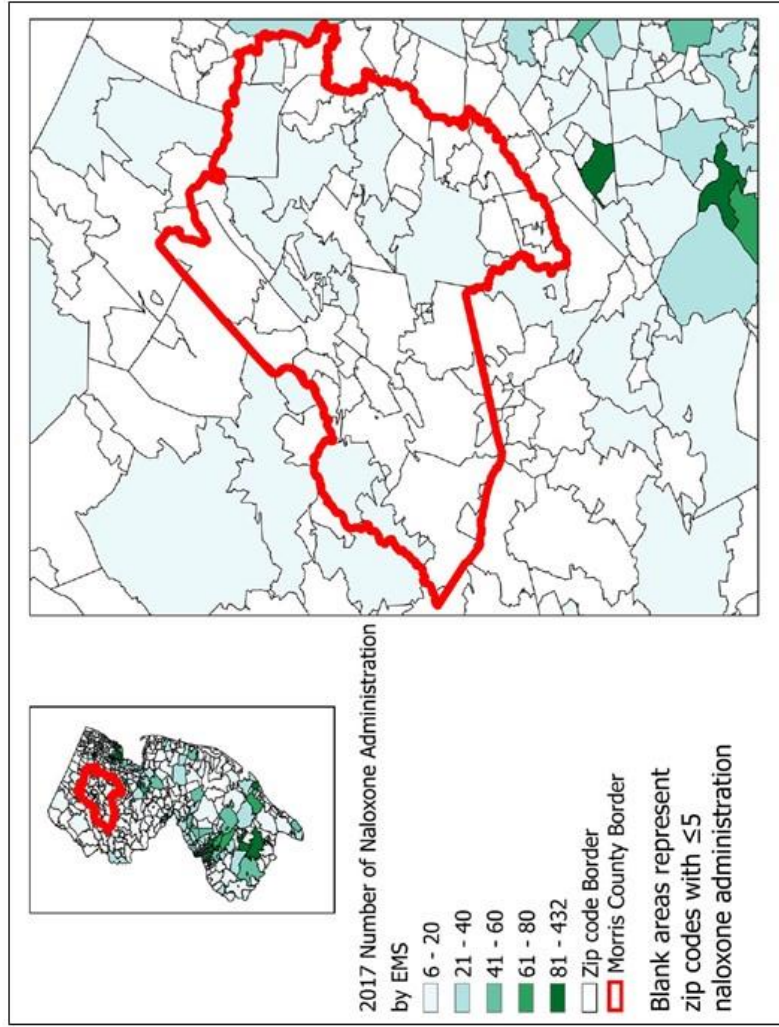 2017 Number of Naloxone Administration
by EMS
6 - 20
21 - 40
41 - 60
61 - 80
81 - 432
Zip code Border
Morris County Border
Blank areas represent
zip codes with ≤5
naloxone administration